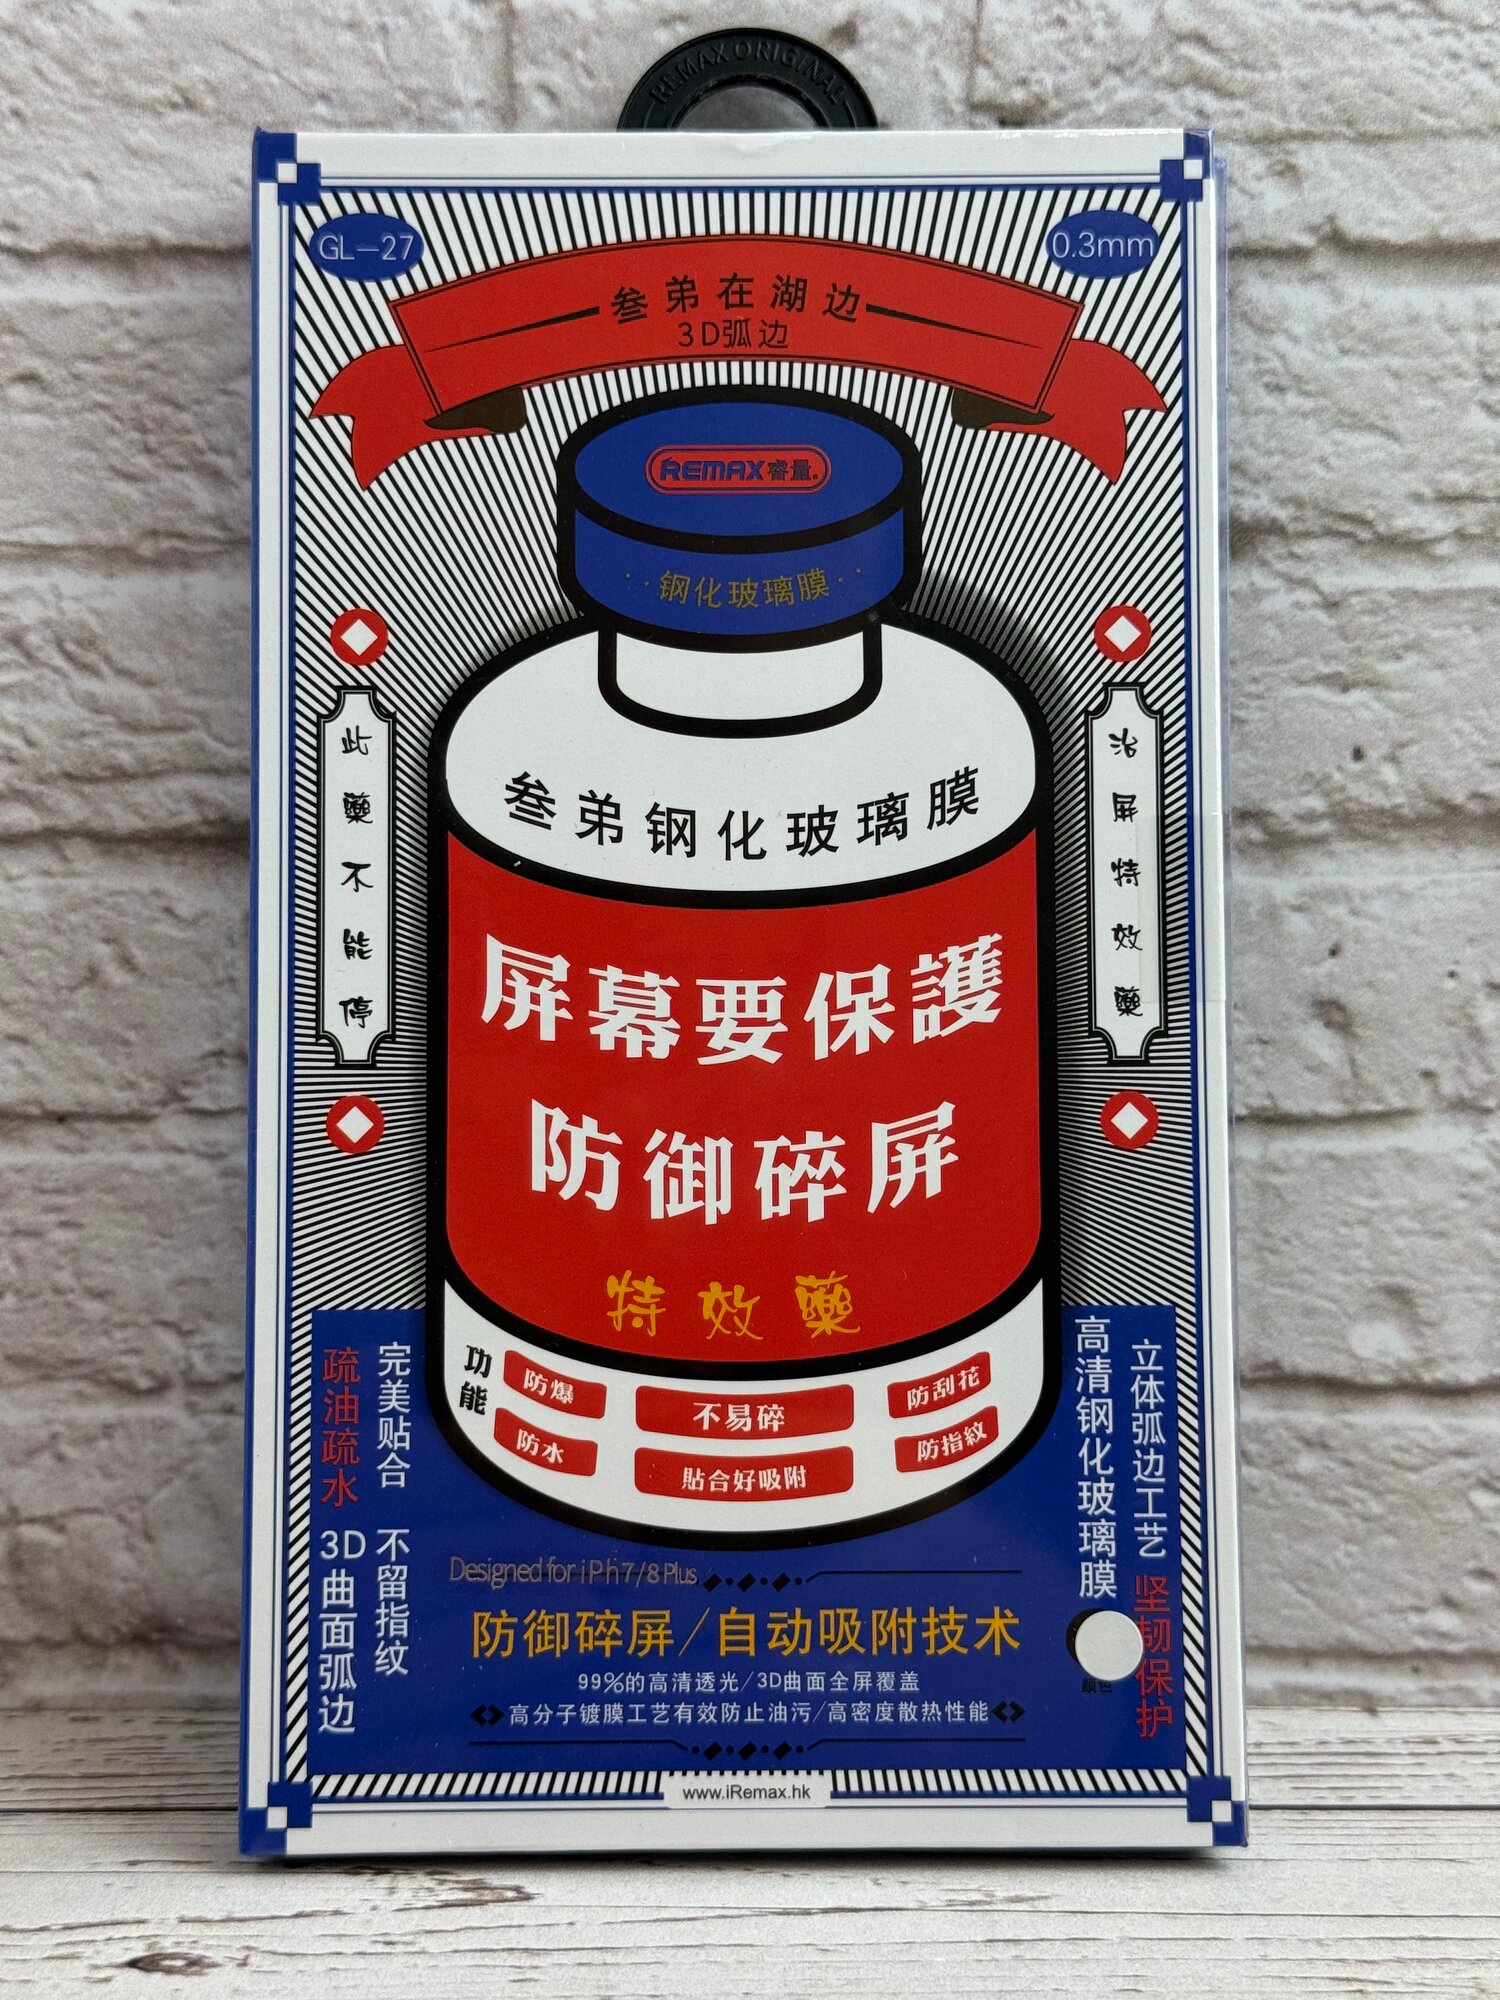 REMAX ORIGINAL
GL—27
0.3mm
叁弟在湖边
3D弧边
REMAX睿量
··钢化玻璃膜··
此藥不能停
治屏特效藥
叁弟钢化玻璃膜
屏幕要保護
防御碎屏
特效藥
功能
防爆
不易碎
防刮花
防水
貼合好吸附
防指紋
完美贴合 不留指纹
疏油疏水 3D曲面弧边
立体弧边工艺 坚韧保护
高清钢化玻璃膜
顏色
Designed for iPh7/8 Plus
防御碎屏/自动吸附技术
99%的高清透光/3D曲面全屏覆盖
高分子镀膜工艺有效防止油污/高密度散热性能
www.iRemax.hk